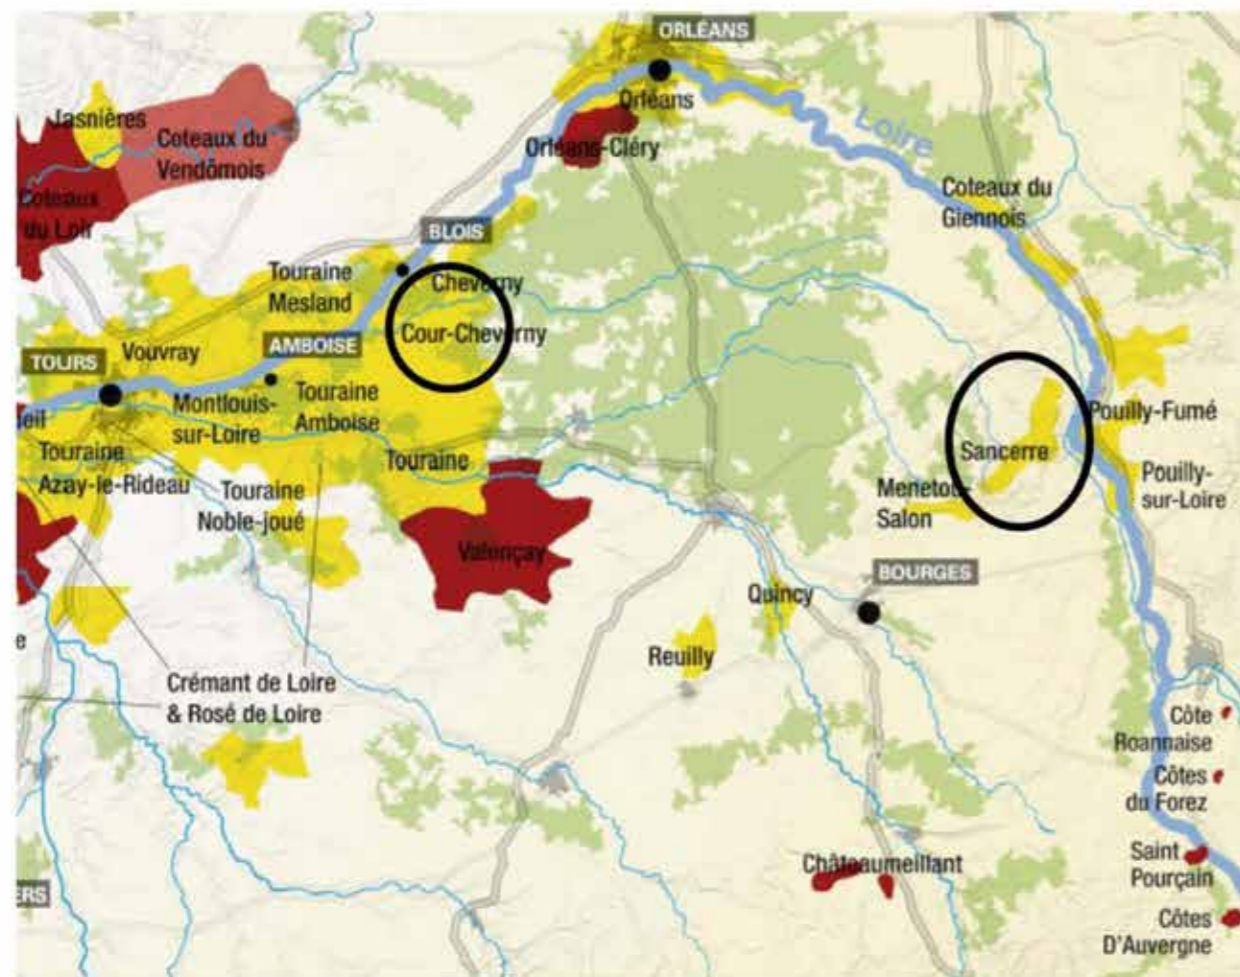 ORLÉANS
Orléans
Orléans-Cléry
Loire
Jasnières
Coteaux du
Vendômois
Coteaux
du Loir
Coteaux du
Giennois
BLOIS
Touraine
Mesland
Cheverny
Cour-Cheverny
AMBOISE
TOURS
Vouvray
Montlouis-
sur-Loire
Touraine
Amboise
Touraine
Azay-le-Rideau
Touraine
Noble-joué
Touraine
Valençay
Sancerre
Pouilly-Fumé
Pouilly-
sur-Loire
Menetou-
Salon
BOURGES
Quincy
Reuilly
Crémant de Loire
& Rosé de Loire
Côte
Roannaise
Côtes
du Forez
Saint
Pourçain
Côtes
D'Auvergne
Châteaumeillant
ERS